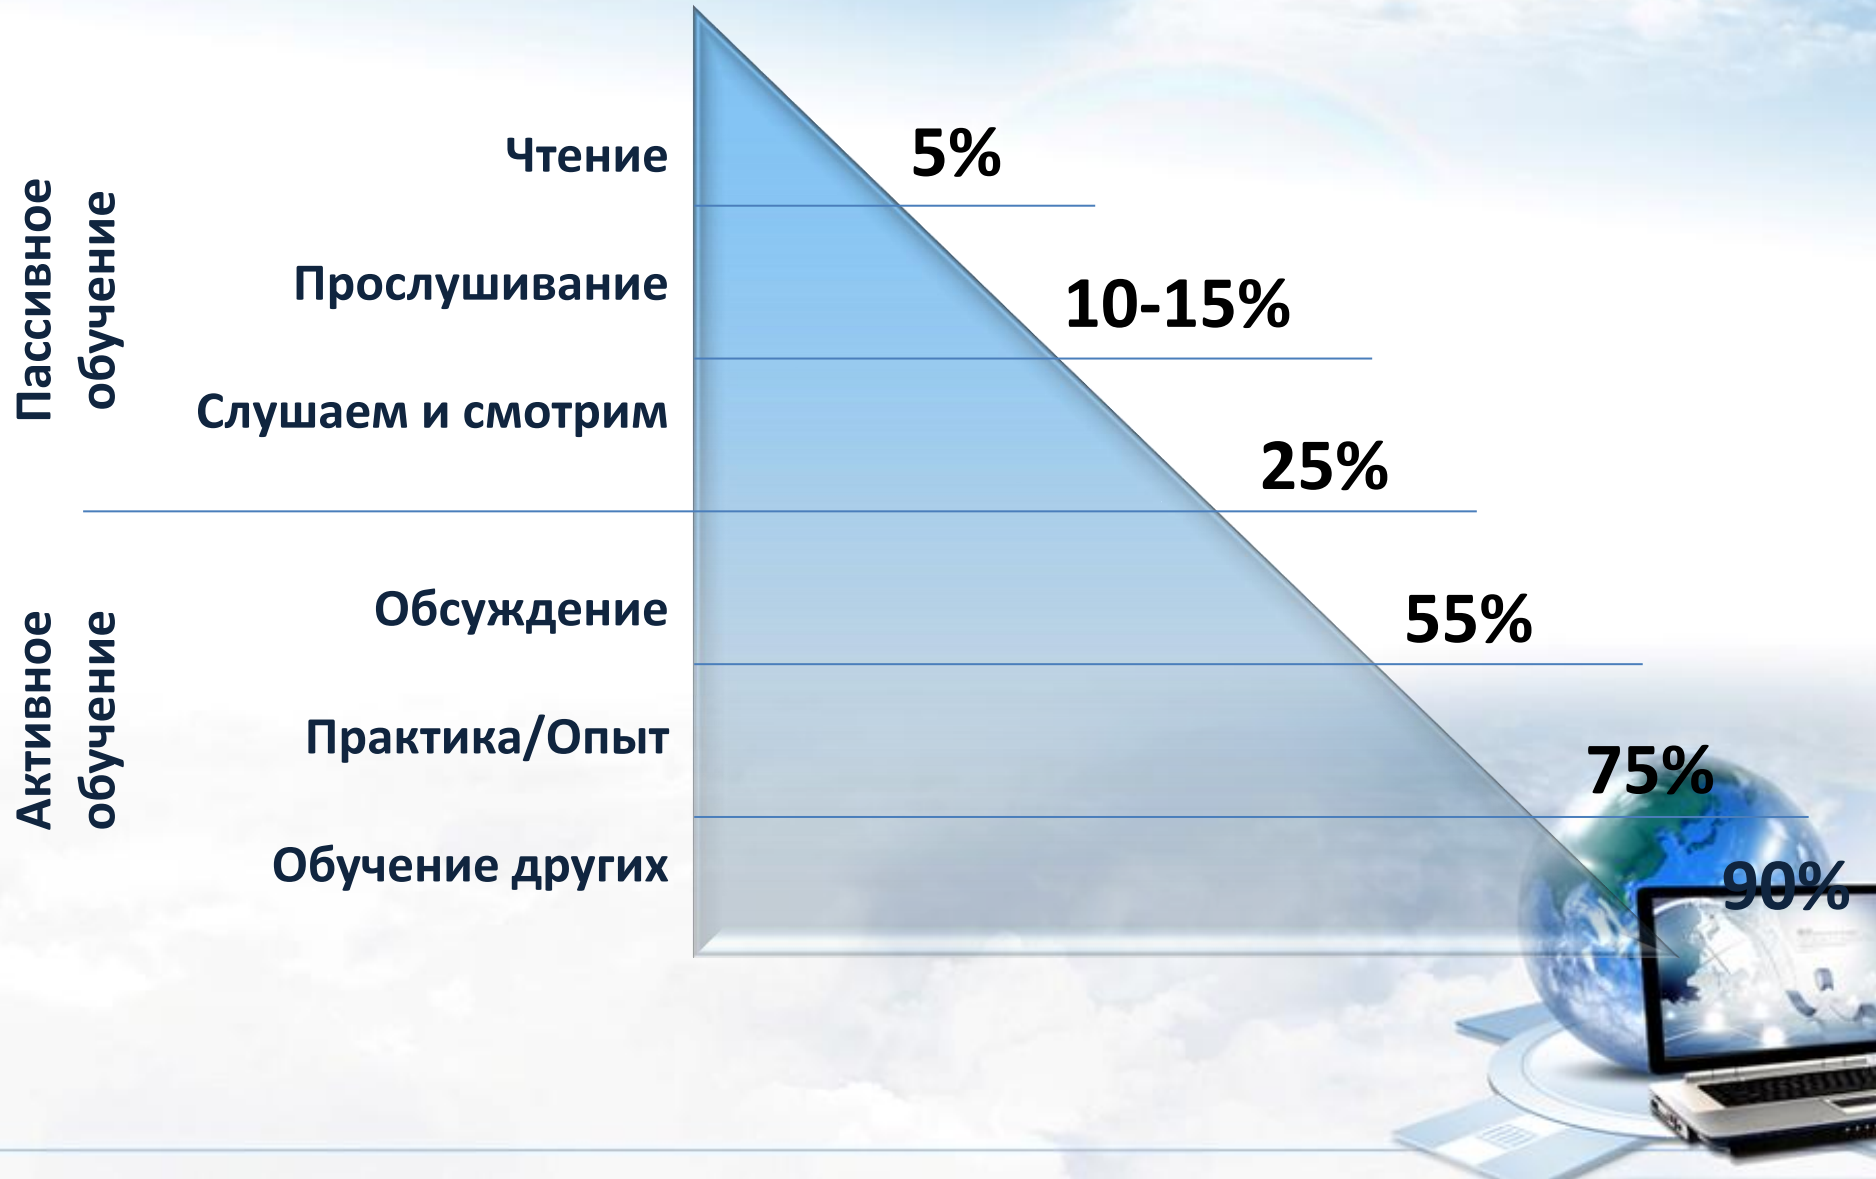 Пассивное
обучение
Чтение
5%
Прослушивание
10-15%
Слушаем и смотрим
25%
Активное
обучение
Обсуждение
55%
Практика/Опыт
75%
Обучение других
90%